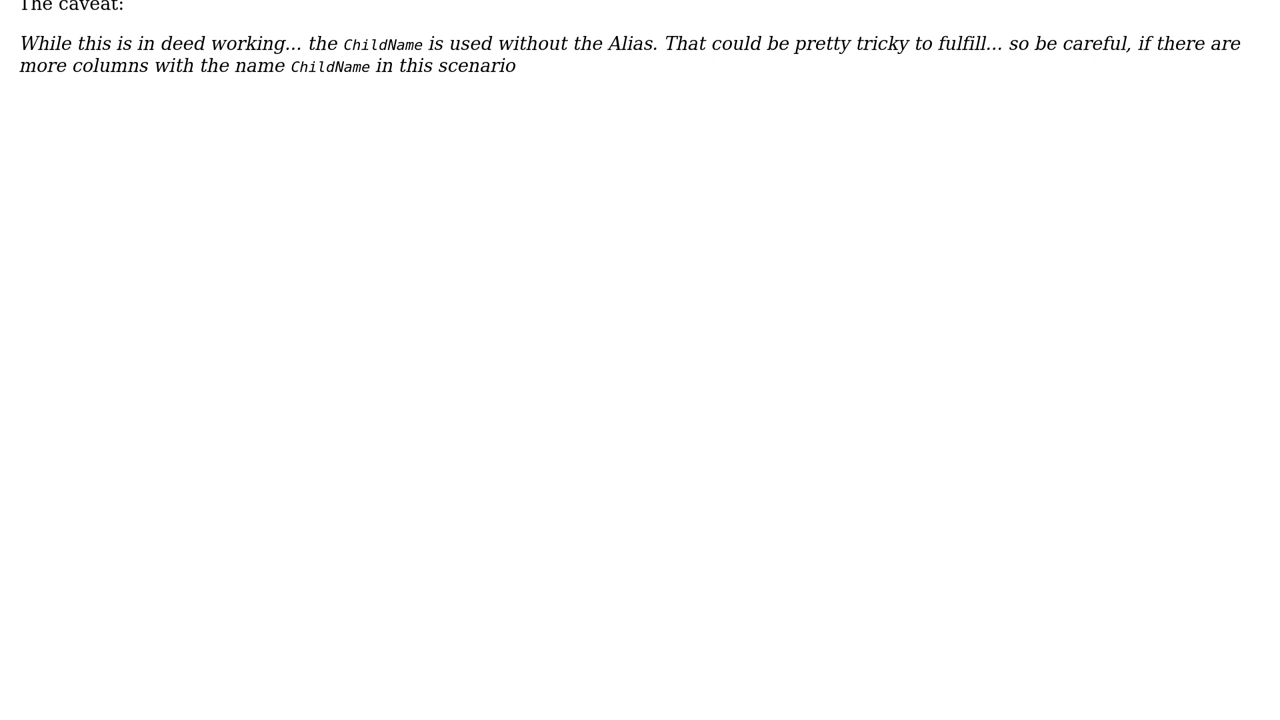 The caveat:
While this is in deed working... the ChildName is used without the Alias. That could be pretty tricky to fulfill... so be careful, if there are
more columns with the name ChildName in this scenario